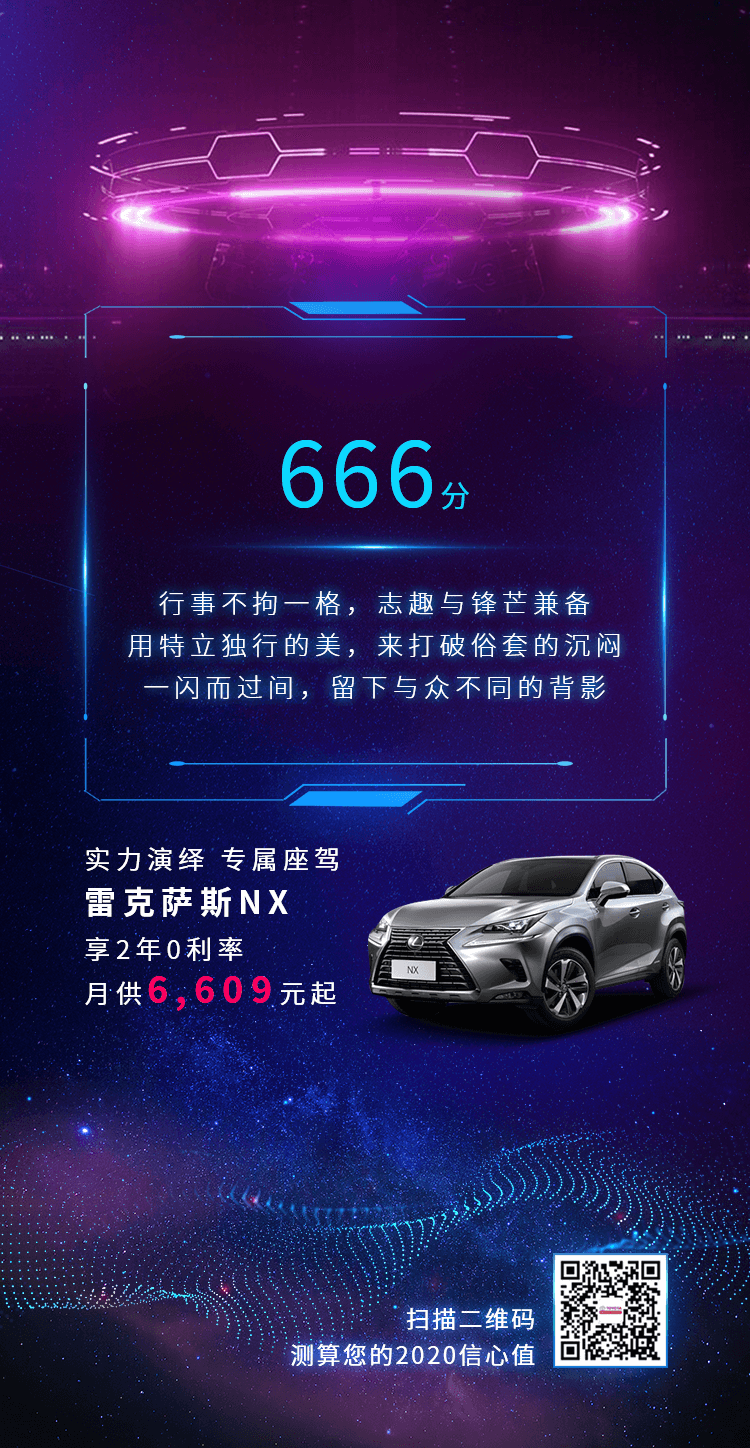 666分
行事不拘一格，志趣与锋芒兼备
用特立独行的美，来打破俗套的沉闷
一闪而过间，留下与众不同的背影
实力演绎 专属座驾
雷克萨斯NX
享2年0利率
月供6,609元起
NX
扫描二维码
测算您的2020信心值